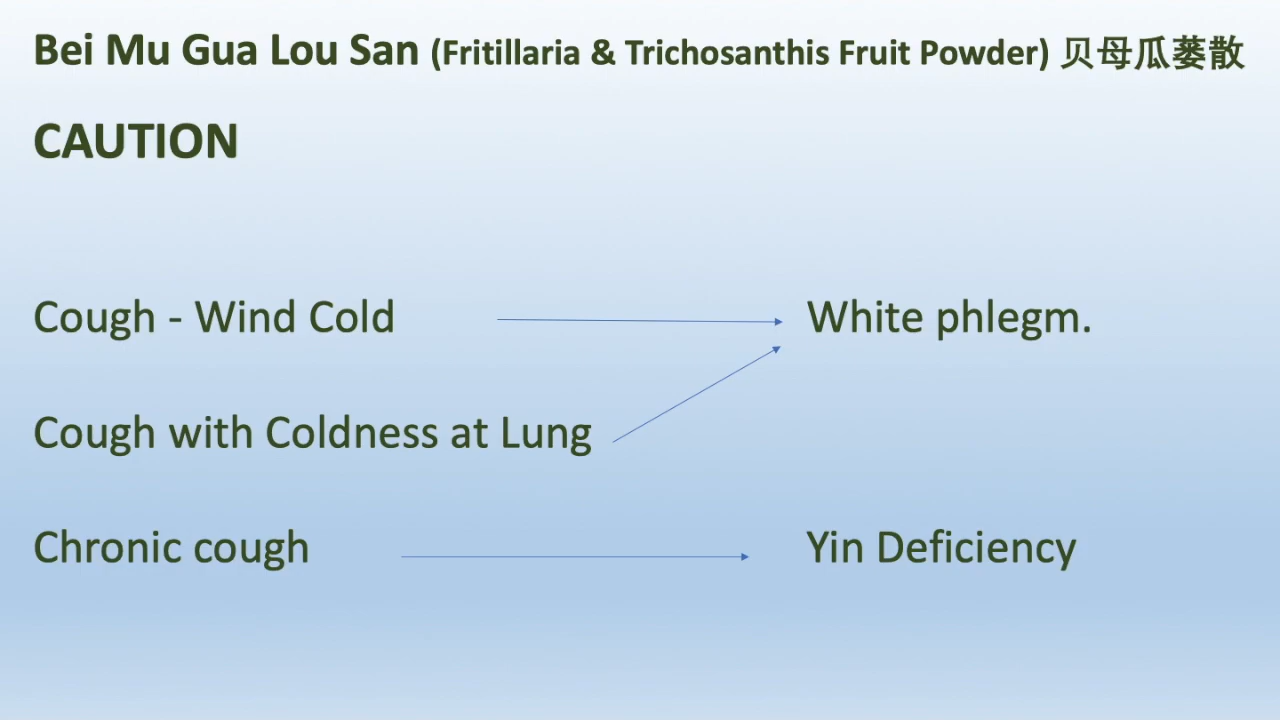 Bei Mu Gua Lou San (Fritillaria & Trichosanthis Fruit Powder) 贝母瓜蒌散
CAUTION
Cough - Wind Cold White phlegm.
Cough with Coldness at Lung
Chronic cough Yin Deficiency